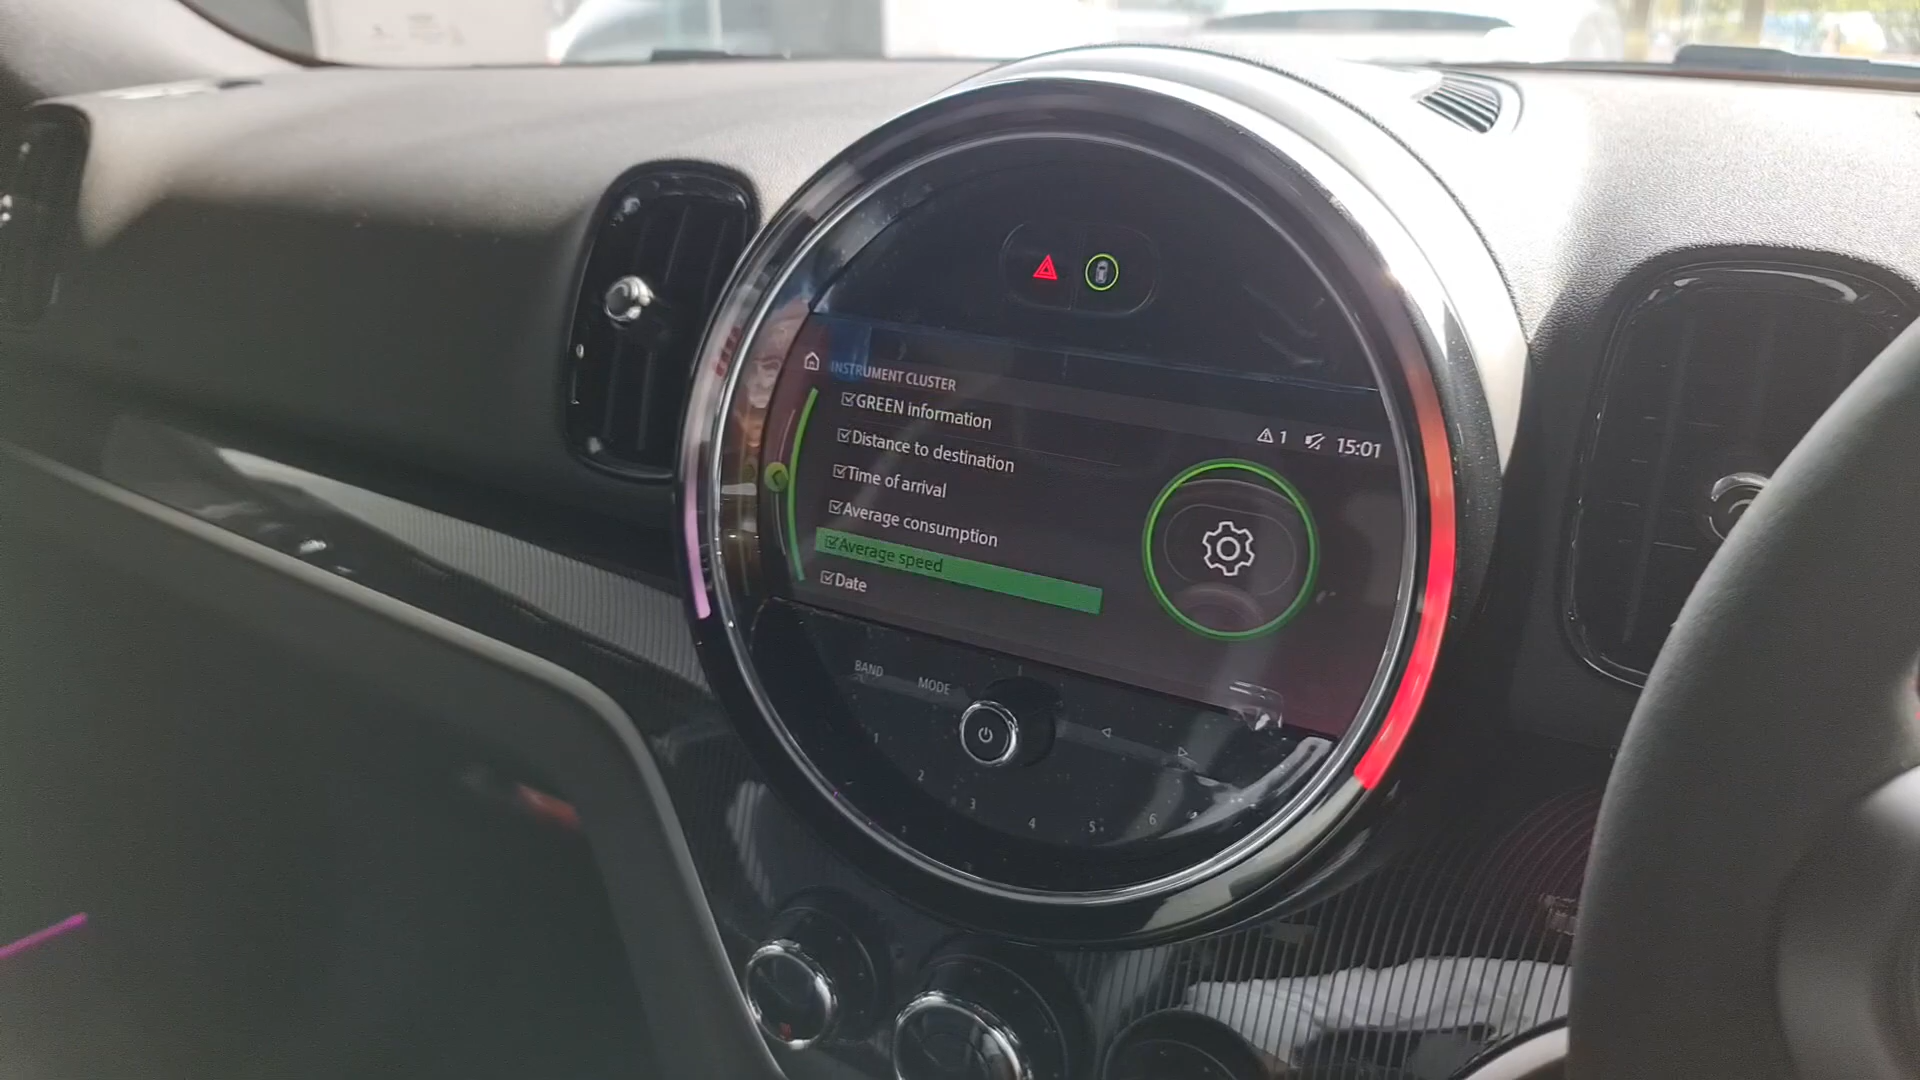 INSTRUMENT CLUSTER
GREEN information
Distance to destination
Time of arrival
Average consumption
Average speed
Date
1 15:01
BAND MODE
1 2 3 4 5 6